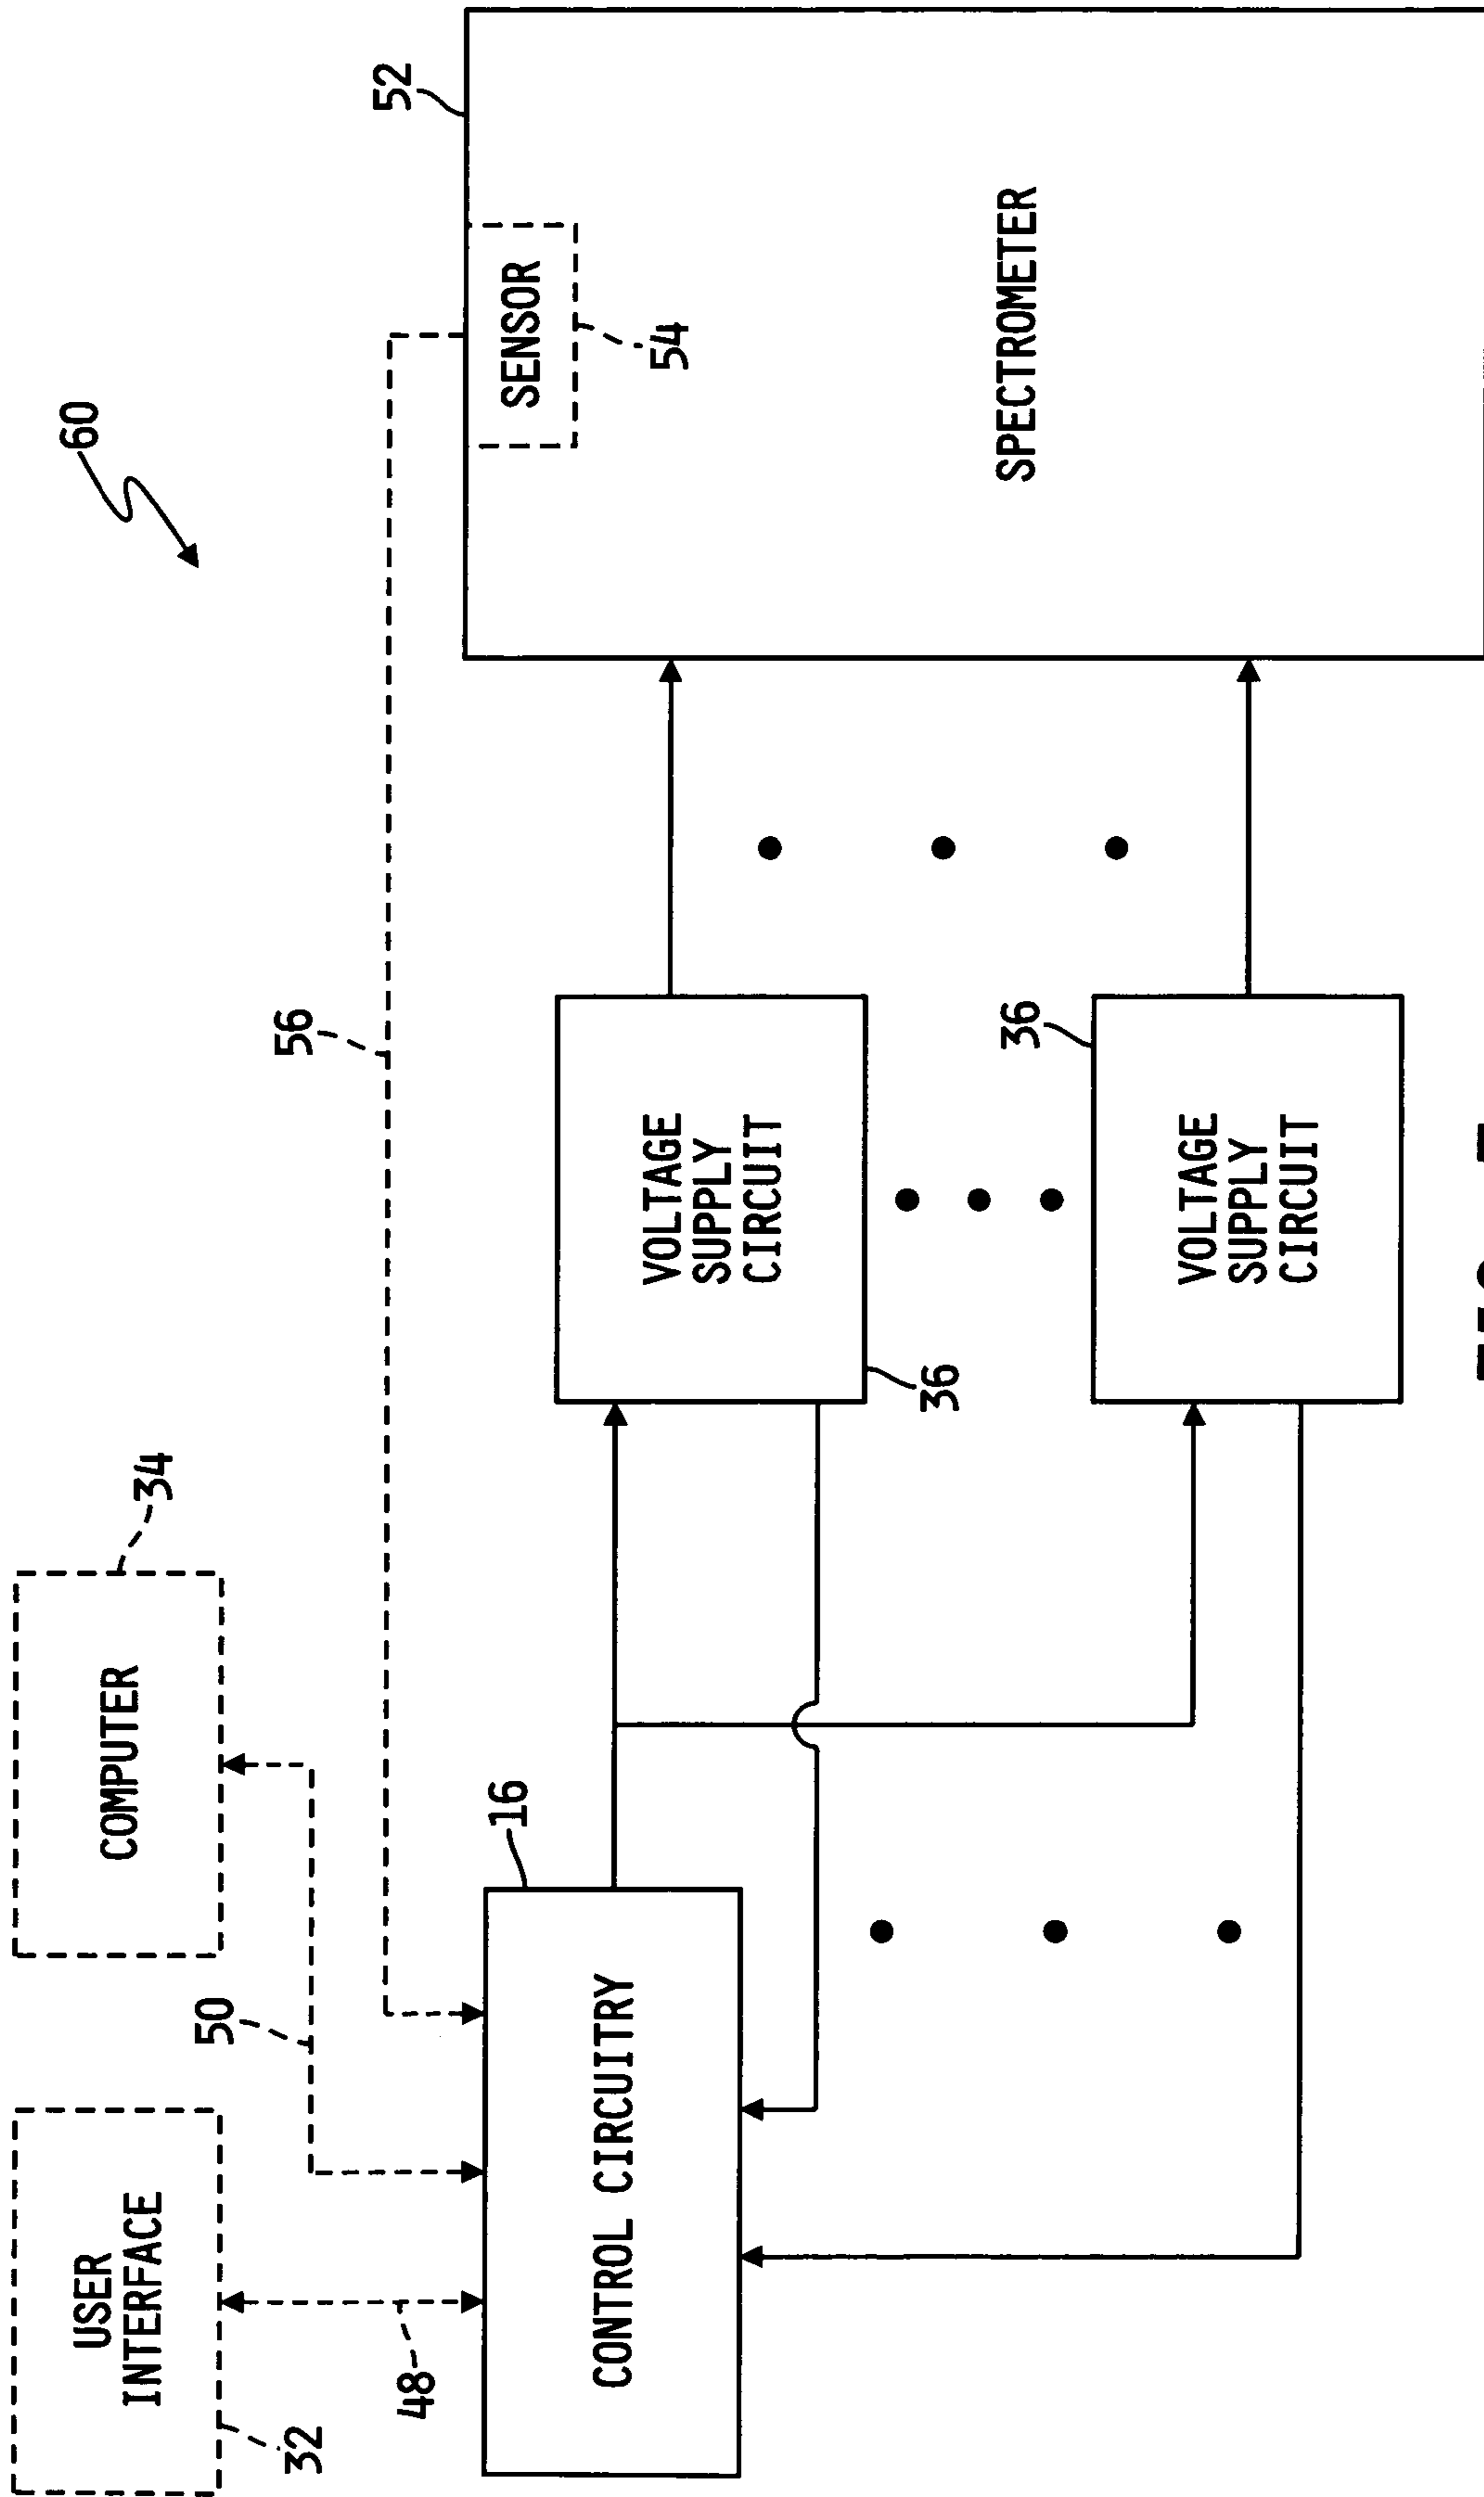 60
USER
INTERFACE
32
COMPUTER
34
50
48
56
52
SENSOR
54
16
CONTROL CIRCUITRY
VOLTAGE
SUPPLY
CIRCUIT
36
SPECTROMETER
36
VOLTAGE
SUPPLY
CIRCUIT